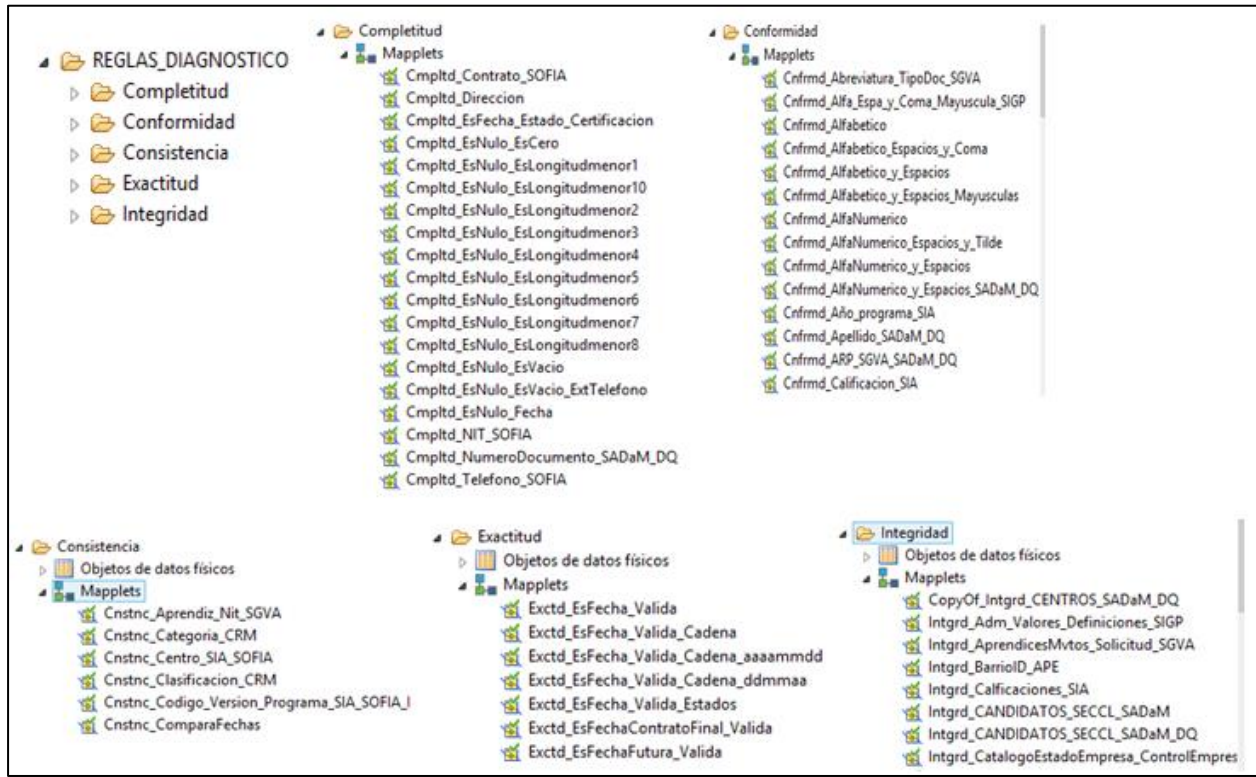 REGLAS_DIAGNOSTICO
Completitud
Conformidad
Consistencia
Exactitud
Integridad
Completitud
Mapplets
Cmpltd_Contrato_SOFIA
Cmpltd_Direccion
Cmpltd_EsFecha_Estado_Certificacion
Cmpltd_EsNulo_EsCero
Cmpltd_EsNulo_EsLongitudmenor1
Cmpltd_EsNulo_EsLongitudmenor10
Cmpltd_EsNulo_EsLongitudmenor2
Cmpltd_EsNulo_EsLongitudmenor3
Cmpltd_EsNulo_EsLongitudmenor4
Cmpltd_EsNulo_EsLongitudmenor5
Cmpltd_EsNulo_EsLongitudmenor6
Cmpltd_EsNulo_EsLongitudmenor7
Cmpltd_EsNulo_EsLongitudmenor8
Cmpltd_EsNulo_EsVacio
Cmpltd_EsNulo_EsVacio_ExtTelefono
Cmpltd_EsNulo_Fecha
Cmpltd_NIT_SOFIA
Cmpltd_NumeroDocumento_SADaM_DQ
Cmpltd_Telefono_SOFIA
Conformidad
Mapplets
Cnfrmd_Abreviatura_TipoDoc_SGVA
Cnfrmd_Alfa_Espa_y_Coma_Mayuscula_SIGP
Cnfrmd_Alfabetico
Cnfrmd_Alfabetico_Espacios_y_Coma
Cnfrmd_Alfabetico_y_Espacios
Cnfrmd_Alfabetico_y_Espacios_Mayusculas
Cnfrmd_AlfaNumerico
Cnfrmd_AlfaNumerico_Espacios_y_Tilde
Cnfrmd_AlfaNumerico_y_Espacios
Cnfrmd_AlfaNumerico_y_Espacios_SADaM_DQ
Cnfrmd_Año_programa_SIA
Cnfrmd_Apellido_SADaM_DQ
Cnfrmd_ARP_SGVA_SADaM_DQ
Cnfrmd_Calificacion_SIA
Consistencia
Objetos de datos físicos
Mapplets
Cnstnc_Aprendiz_Nit_SGVA
Cnstnc_Categoria_CRM
Cnstnc_Centro_SIA_SOFIA
Cnstnc_Clasificacion_CRM
Cnstnc_Codigo_Version_Programa_SIA_SOFIA_I
Cnstnc_ComparaFechas
Exactitud
Objetos de datos físicos
Mapplets
Exctd_EsFecha_Valida
Exctd_EsFecha_Valida_Cadena
Exctd_EsFecha_Valida_Cadena_aaaammdd
Exctd_EsFecha_Valida_Cadena_ddmmaa
Exctd_EsFecha_Valida_Estados
Exctd_EsFechaContratoFinal_Valida
Exctd_EsFechaFutura_Valida
Integridad
Objetos de datos físicos
Mapplets
CopyOf_Intgrd_CENTROS_SADaM_DQ
Intgrd_Adm_Valores_Definiciones_SIGP
Intgrd_AprendicesMvtos_Solicitud_SGVA
Intgrd_BarrioID_APE
Intgrd_Calficaciones_SIA
Intgrd_CANDIDATOS_SECCL_SADaM
Intgrd_CANDIDATOS_SECCL_SADaM_DQ
Intgrd_CatalogoEstadoEmpresa_ControlEmpres